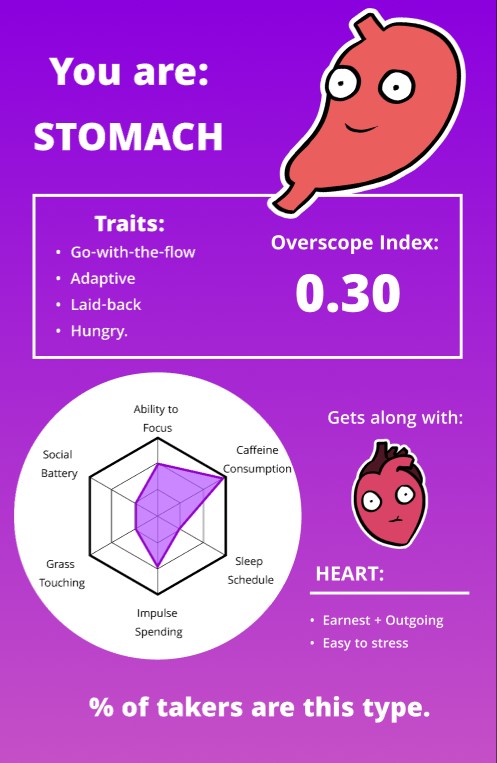 You are:
STOMACH
Traits:
• Go-with-the-flow
• Adaptive
• Laid-back
• Hungry.
Overscope Index:
0.30
Ability to
Focus
Caffeine
Consumption
Sleep
Schedule
Impulse
Spending
Grass
Touching
Social
Battery
Gets along with:
HEART:
• Earnest + Outgoing
• Easy to stress
% of takers are this type.